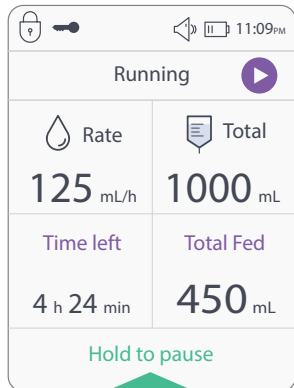 11:09PM
Running
Rate
Total
125 mL/h
1000 mL
Time left
Total Fed
4 h 24 min
450 mL
Hold to pause